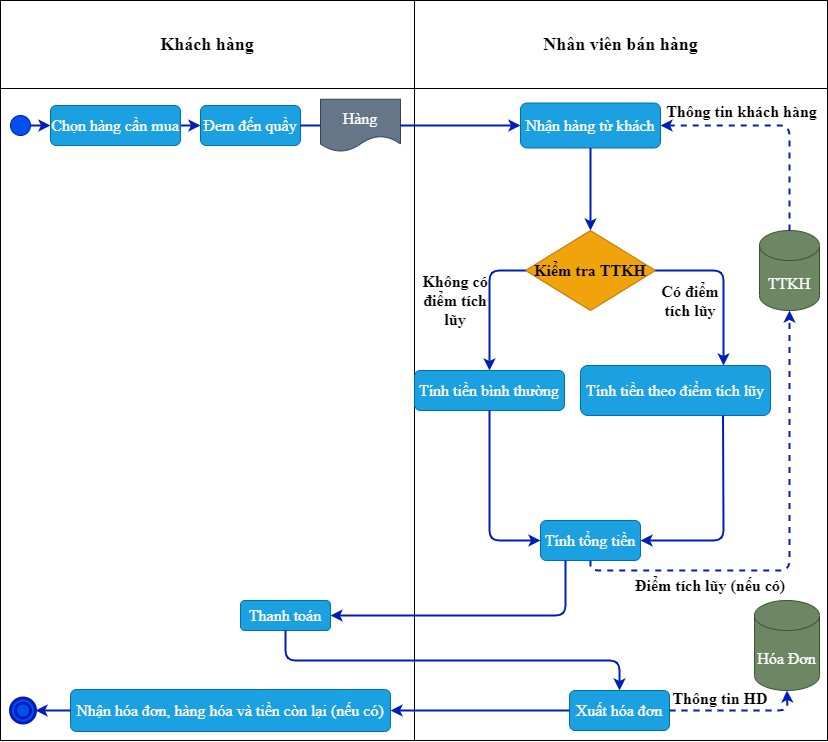 Khách hàng
Nhân viên bán hàng
Chọn hàng cần mua
Đem đến quầy
Hàng
Nhận hàng từ khách
Thông tin khách hàng
Kiểm tra TTKH
TTKH
Không có
điểm tích
lũy
Có điểm
tích lũy
Tính tiền bình thường
Tính tiền theo điểm tích lũy
Tính tổng tiền
Điểm tích lũy (nếu có)
Thanh toán
Hóa Đơn
Nhận hóa đơn, hàng hóa và tiền còn lại (nếu có)
Xuất hóa đơn
Thông tin HD